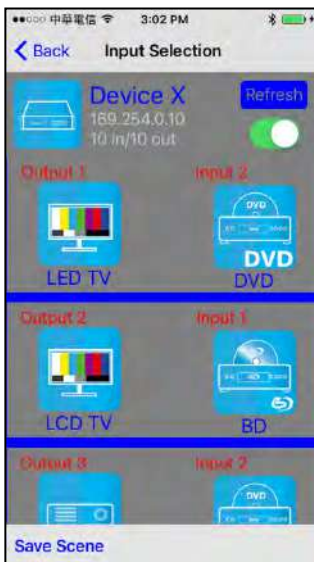 中華電信 3:02 PM
Back Input Selection
Device X Refresh
169.254.0.10
10 in/10 out
Output 1 Input 2
DVD
DVD
LED TV DVD
Output 2 Input 1
LCD TV BD
Output 3 Input 2
DVD
Save Scene